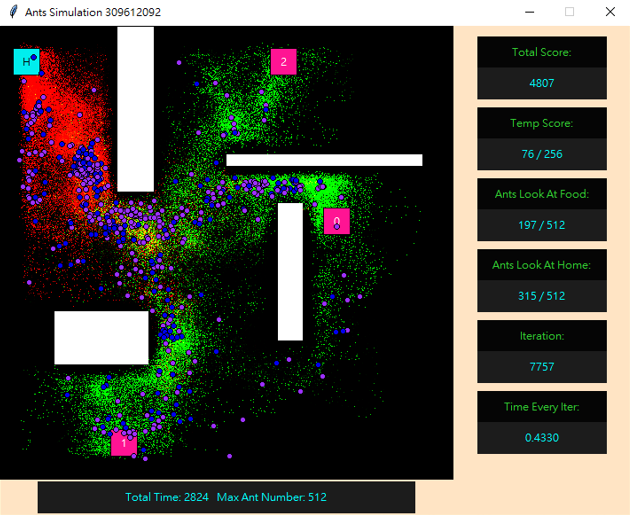 Ants Simulation 309612092
H
2
0
1
Total Score:
4807
Temp Score:
76 / 256
Ants Look At Food:
197 / 512
Ants Look At Home:
315 / 512
Iteration:
7757
Time Every Iter:
0.4330
Total Time: 2824 Max Ant Number: 512